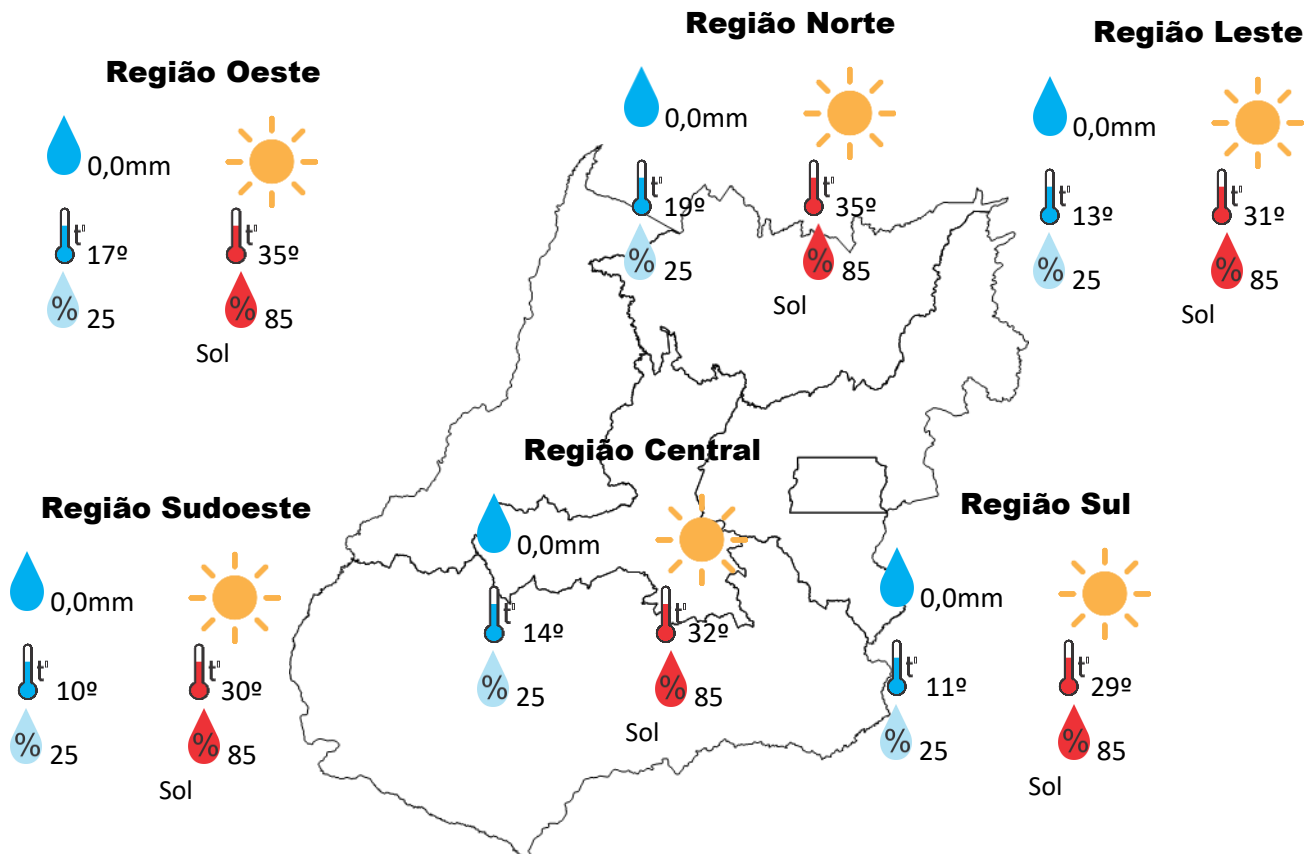 Região Norte
0,0mm
t°
19º
t°
35º
%
25
%
85
Sol
Região Leste
0,0mm
t°
13º
t°
31º
%
25
%
85
Sol
Região Oeste
0,0mm
t°
17º
t°
35º
%
25
%
85
Sol
Região Central
0,0mm
t°
14º
t°
32º
%
25
%
85
Sol
Região Sudoeste
0,0mm
t°
10º
t°
30º
%
25
%
85
Sol
Região Sul
0,0mm
t°
11º
t°
29º
%
25
%
85
Sol